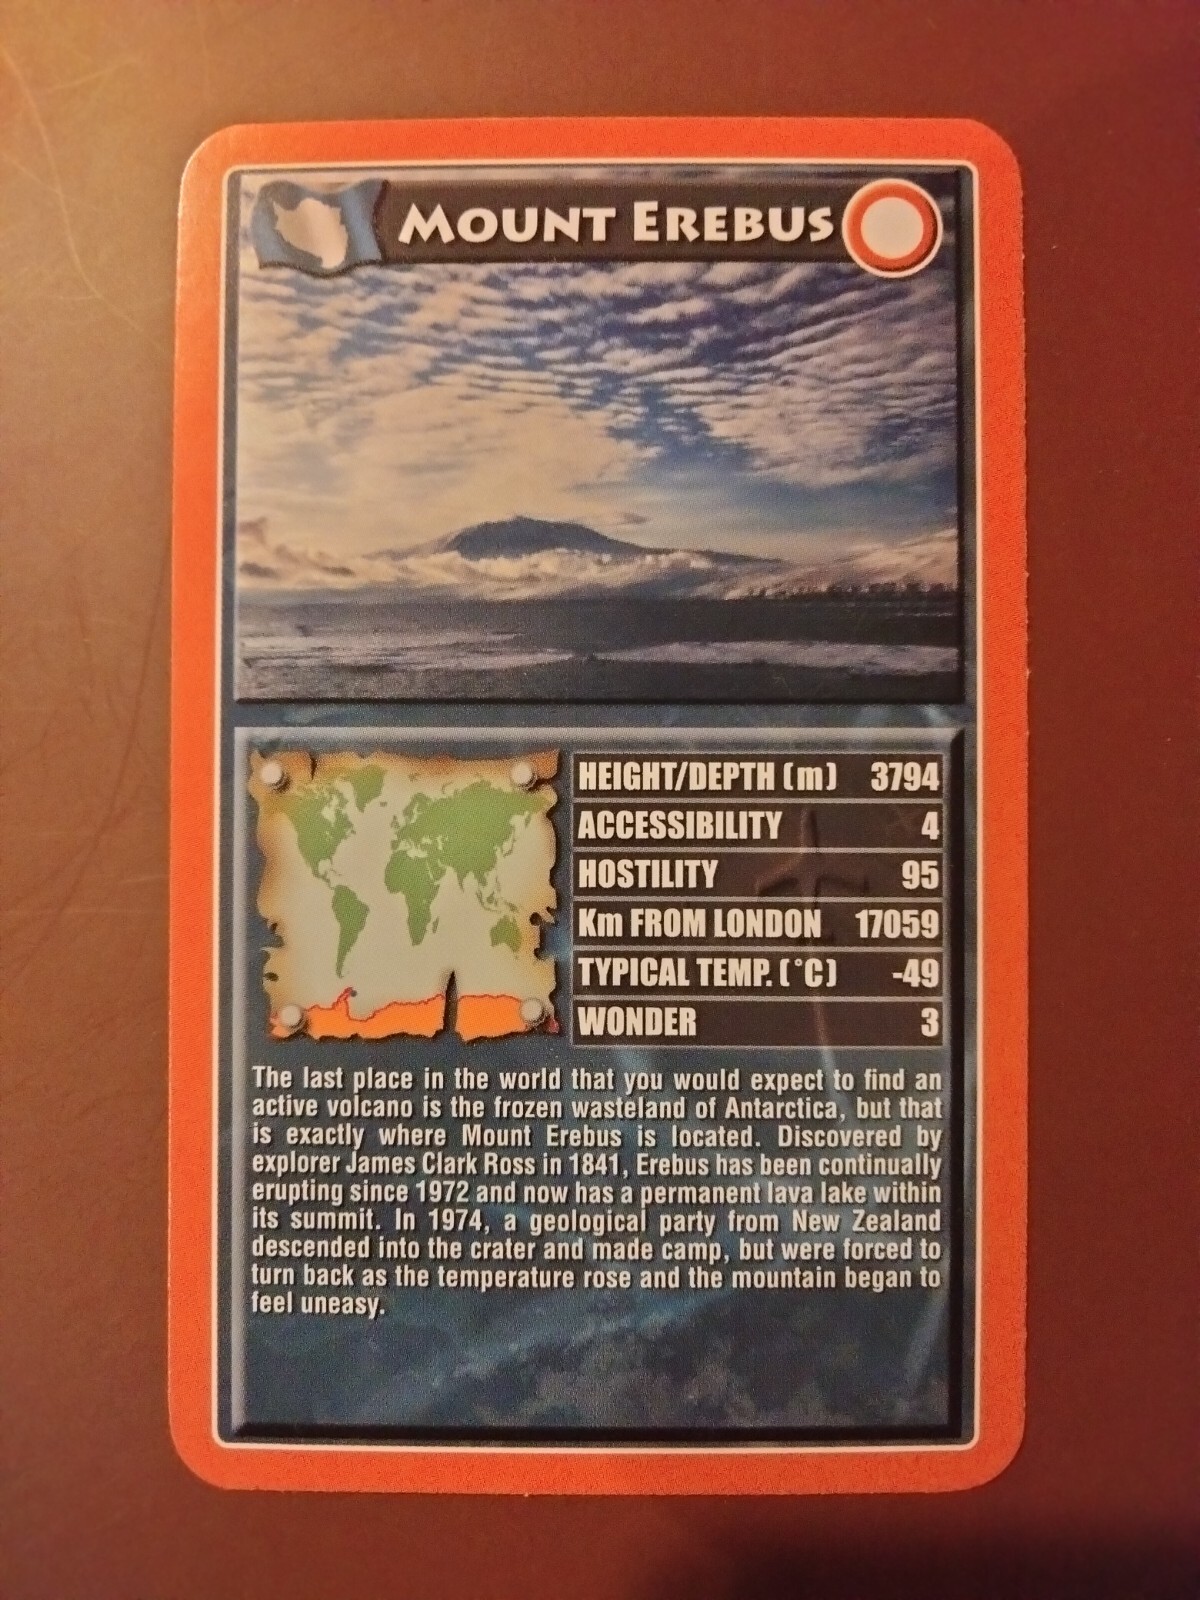 MOUNT EREBUS
HEIGHT/DEPTH (m) 3794
ACCESSIBILITY 4
HOSTILITY 95
Km FROM LONDON 17059
TYPICAL TEMP. (°C) -49
WONDER 3
The last place in the world that you would expect to find an
active volcano is the frozen wasteland of Antarctica, but that
is exactly where Mount Erebus is located. Discovered by
explorer James Clark Ross in 1841, Erebus has been continually
erupting since 1972 and now has a permanent lava lake within
its summit. In 1974, a geological party from New Zealand
descended into the crater and made camp, but were forced to
turn back as the temperature rose and the mountain began to
feel uneasy.